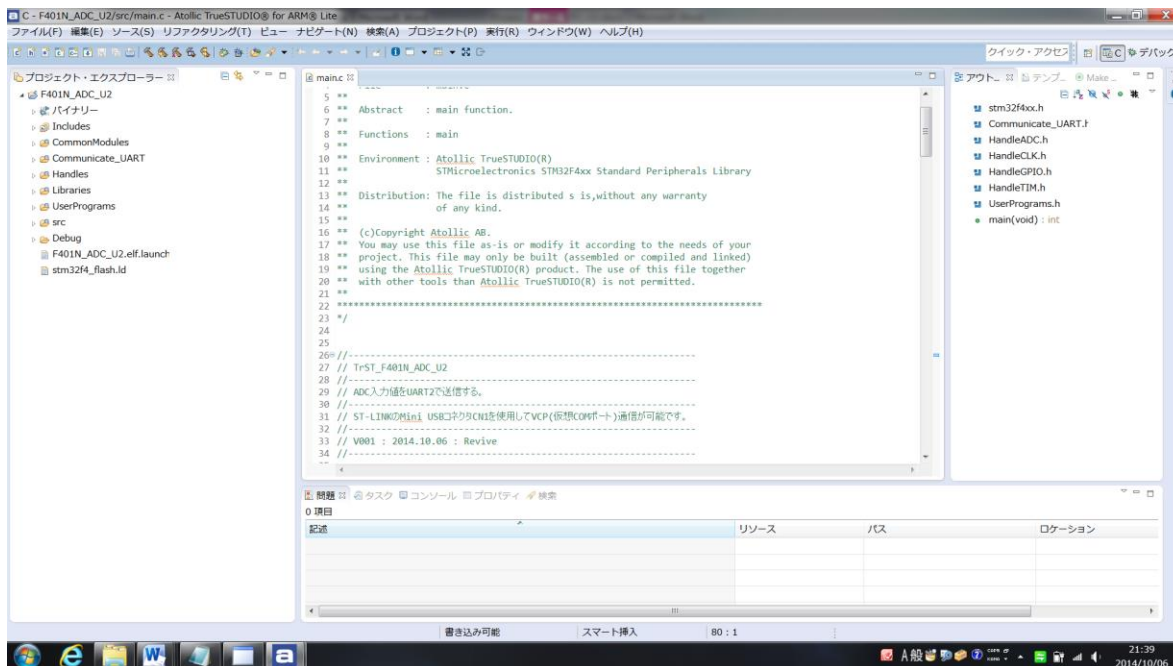 C - F401N_ADC_U2/src/main.c - Atollic TrueSTUDIO® for ARM® Lite
ファイル(F) 編集(E) ソース(S) リファクタリング(T) ビュー ナビゲート(N) 検索(A) プロジェクト(P) 実行(R) ウィンドウ(W) ヘルプ(H)
クイック・アクセス
C
デバッグ
プロジェクト・エクスプローラー
F401N_ADC_U2
バイナリー
Includes
CommonModules
Communicate_UART
Handles
Libraries
UserPrograms
src
Debug
F401N_ADC_U2.elf.launch
stm32f4_flash.ld
main.c
5 **
6 ** Abstract : main function.
7 **
8 ** Functions : main
9 **
10 ** Environment : Atollic TrueSTUDIO(R)
11 ** STMicroelectronics STM32F4xx Standard Peripherals Library
12 **
13 ** Distribution: The file is distributed s is,without any warranty
14 ** of any kind.
15 **
16 ** (c)Copyright Atollic AB.
17 ** You may use this file as-is or modify it according to the needs of your
18 ** project. This file may only be built (assembled or compiled and linked)
19 ** using the Atollic TrueSTUDIO(R) product. The use of this file together
20 ** with other tools than Atollic TrueSTUDIO(R) is not permitted.
21 **
22 *****************************************************************************
23 */
24
25
26 //--------------------------------------------------------------
27 // TrST_F401N_ADC_U2
28 //--------------------------------------------------------------
29 // ADC入力値をUART2で送信する。
30 //--------------------------------------------------------------
31 // ST-LINKのMini USBコネクタCN1を使用してVCP(仮想COMポート)通信が可能です。
32 //--------------------------------------------------------------
33 // V001 : 2014.10.06 : Revive
34 //--------------------------------------------------------------
アウト... テンプ... Make ...
stm32f4xx.h
Communicate_UART.h
HandleADC.h
HandleCLK.h
HandleGPIO.h
HandleTIM.h
UserPrograms.h
main(void) : int
問題 タスク コンソール プロパティ 検索
0 項目
記述 リソース パス ロケーション
書き込み可能 スマート挿入 80 : 1
A 般
21:39
2014/10/06